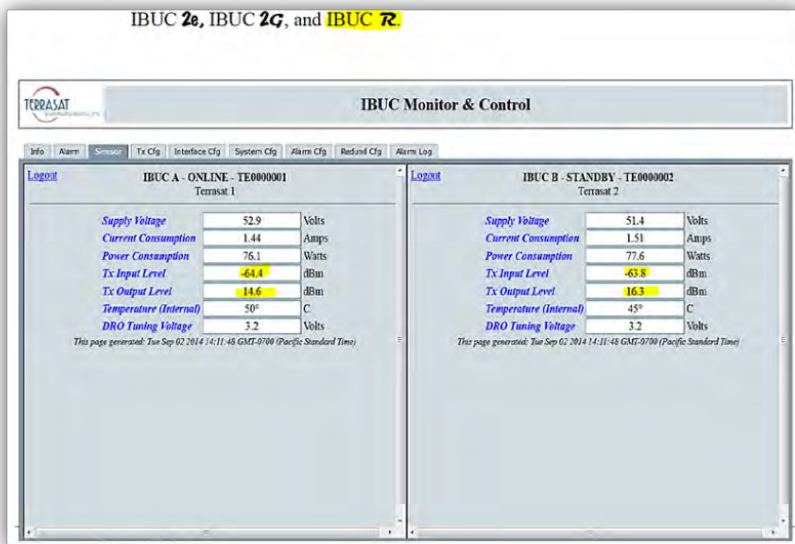 IBUC 2e, IBUC 2G, and IBUC R.
TERRASAT
IBUC Monitor & Control
Info Alarm Sensor Tx Cfg Interface Cfg System Cfg Alarm Cfg Redund Cfg Alarm Log
Logout
IBUC A - ONLINE - TE0000001
Terrasat 1
Supply Voltage 52.9 Volts
Current Consumption 1.44 Amps
Power Consumption 76.1 Watts
Tx Input Level -64.4 dBm
Tx Output Level 14.6 dBm
Temperature (Internal) 50° C
DRO Tuning Voltage 3.2 Volts
This page generated: Tue Sep 02 2014 14:11:48 GMT-0700 (Pacific Standard Time)
Logout
IBUC B - STANDBY - TE0000002
Terrasat 2
Supply Voltage 51.4 Volts
Current Consumption 1.51 Amps
Power Consumption 77.6 Watts
Tx Input Level -63.8 dBm
Tx Output Level 16.3 dBm
Temperature (Internal) 45° C
DRO Tuning Voltage 3.2 Volts
This page generated: Tue Sep 02 2014 14:11:48 GMT-0700 (Pacific Standard Time)